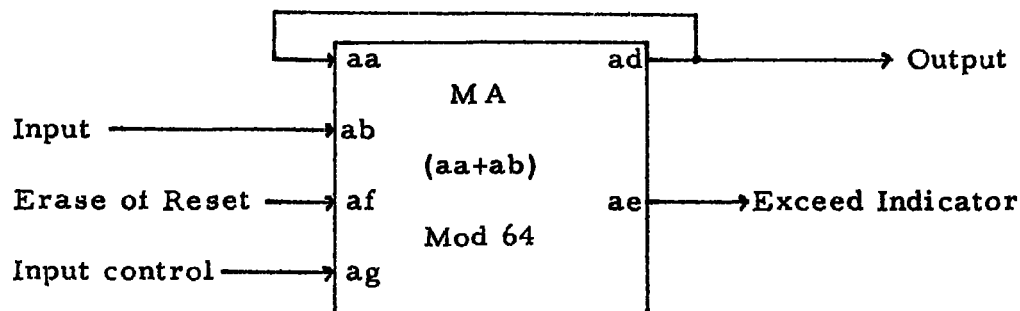 aa ad Output
M A
Input ab
(aa+ab)
Erase of Reset af ae Exceed Indicator
Mod 64
Input control ag